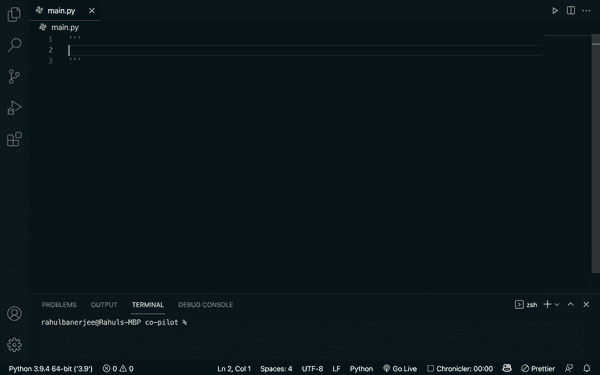 main.py
main.py
1 '''
2
3 '''
PROBLEMS OUTPUT TERMINAL DEBUG CONSOLE zsh
rahulbanerjee@Rahuls-MBP co-pilot %
Python 3.9.4 64-bit ('3.9') 0 0 Ln 2, Col 1 Spaces: 4 UTF-8 LF Python Go Live Chronicler: 00:00 Prettier